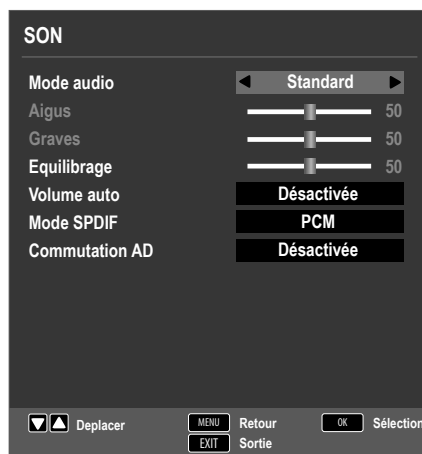 SON
Mode audio Standard
Aigus 50
Graves 50
Equilibrage 50
Volume auto Désactivée
Mode SPDIF PCM
Commutation AD Désactivée
Deplacer MENU Retour OK Sélection
EXIT Sortie